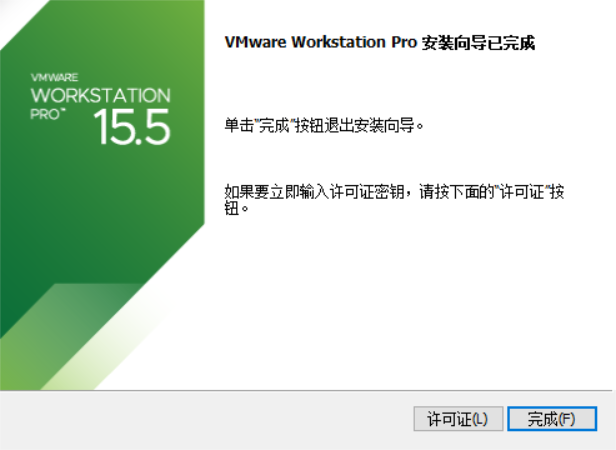 VMware Workstation Pro 安装向导已完成
VMWARE
WORKSTATION
PRO™ 15.5
单击"完成"按钮退出安装向导。
如果要立即输入许可证密钥，请按下面的"许可证"按
钮。
许可证(L) 完成(F)